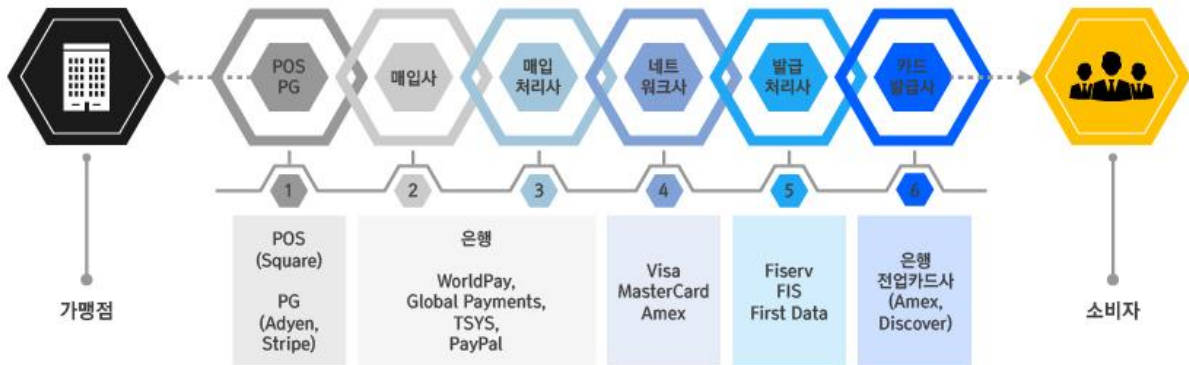 POS
PG
매입사
매입
처리사
네트
워크사
발급
처리사
카드
발급사
1
2
3
4
5
6
가맹점
POS
(Square)
PG
(Adyen,
Stripe)
은행
WorldPay,
Global Payments,
TSYS,
PayPal
Visa
MasterCard
Amex
Fiserv
FIS
First Data
은행
전업카드사
(Amex,
Discover)
소비자